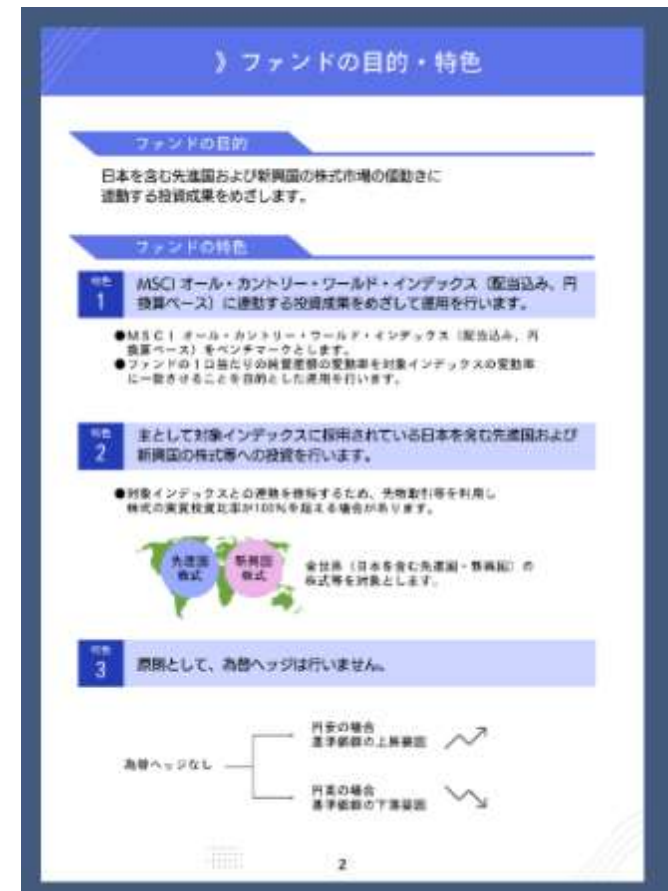 》ファンドの目的・特色
ファンドの目的
日本を含む先進国および新興国の株式市場の値動きに
連動する投資成果をめざします。
ファンドの特色
特色
1
MSCI オール・カントリー・ワールド・インデックス（配当込み、円
換算ベース）に連動する投資成果をめざして運用を行います。
●MSCI オール・カントリー・ワールド・インデックス（配当込み、円
換算ベース）をベンチマークとします。
●ファンドの1口当たりの純資産額の変動率を対象インデックスの変動率
に一致させることを目的とした運用を行います。
特色
2
主として対象インデックスに採用されている日本を含む先進国および
新興国の株式等への投資を行います。
●対象インデックスとの連動を維持するため、先物取引等を利用し
株式の実質投資比率が100%を超える場合があります。
先進国
株式
新興国
株式
全世界（日本を含む先進国・新興国）の
株式等を対象とします。
特色
3
原則として、為替ヘッジは行いません。
為替ヘッジなし
円安の場合
基準価額の上昇要因
円高の場合
基準価額の下落要因
2